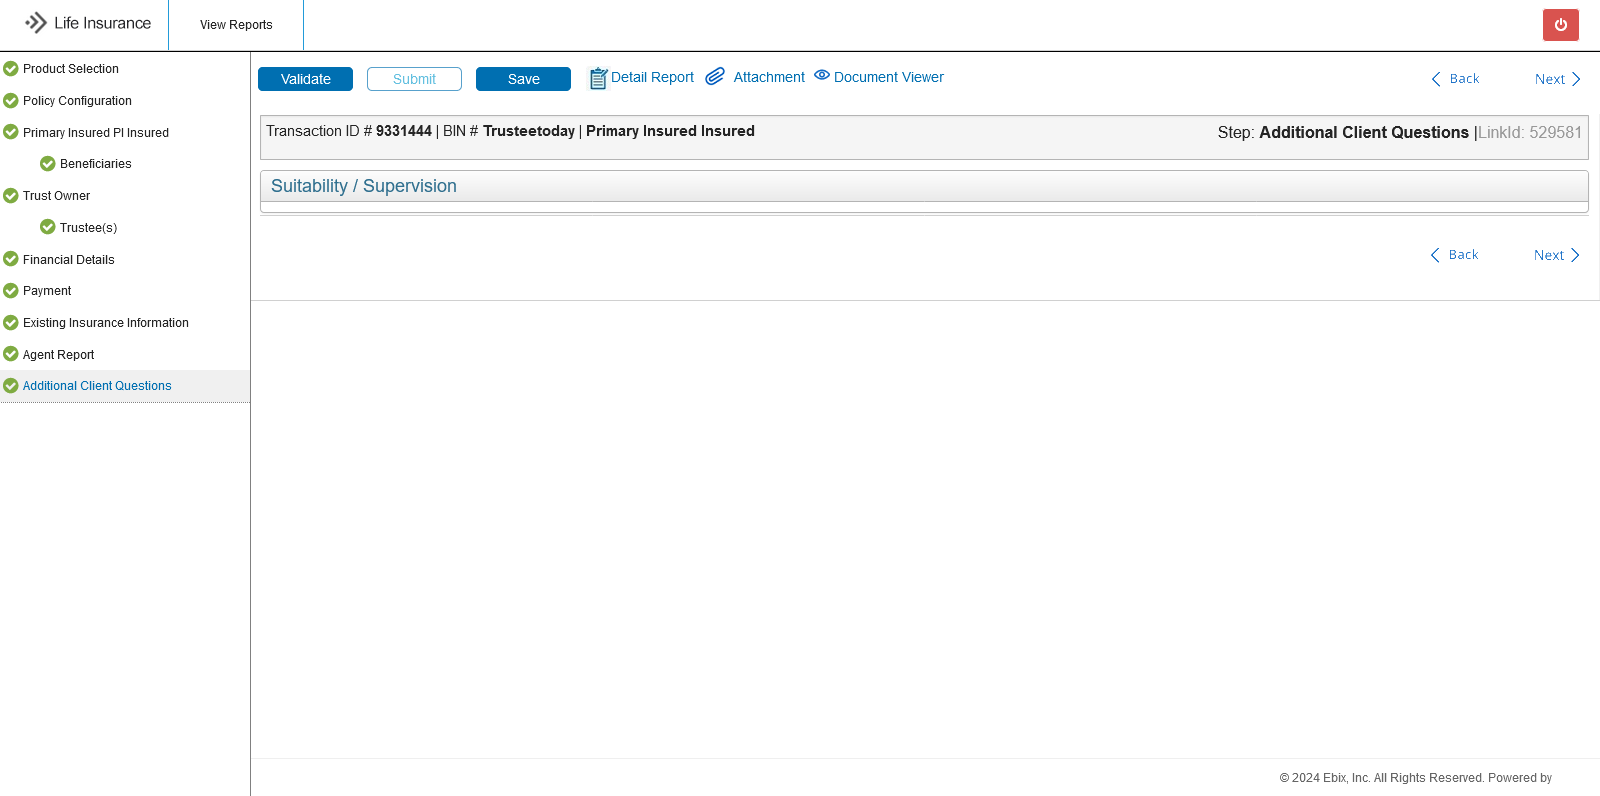 Life Insurance
View Reports
Product Selection
Policy Configuration
Primary Insured PI Insured
Beneficiaries
Trust Owner
Trustee(s)
Financial Details
Payment
Existing Insurance Information
Agent Report
Additional Client Questions
Validate Submit Save Detail Report Attachment Document Viewer Back Next
Transaction ID # 9331444 | BIN # Trusteetoday | Primary Insured Insured
Step: Additional Client Questions |LinkId: 529581
Suitability / Supervision
Back Next
© 2024 Ebix, Inc. All Rights Reserved. Powered by